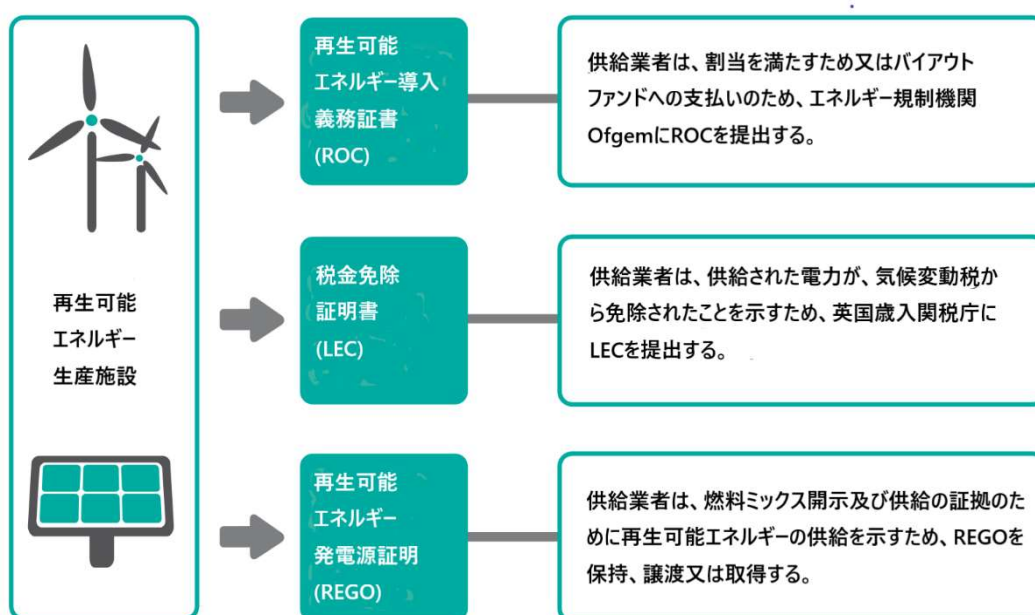 再生可能
エネルギー
生産施設
再生可能
エネルギー導入
義務証書
(ROC)
供給業者は、割当を満たすため又はバイアウト
ファンドへの支払いのため、エネルギー規制機関
OfgemにROCを提出する。
税金免除
証明書
(LEC)
供給業者は、供給された電力が、気候変動税か
ら免除されたことを示すため、英国歳入関税庁に
LECを提出する。
再生可能
エネルギー
発電源証明
(REGO)
供給業者は、燃料ミックス開示及び供給の証拠のた
めに再生可能エネルギーの供給を示すため、REGOを
保持、譲渡又は取得する。